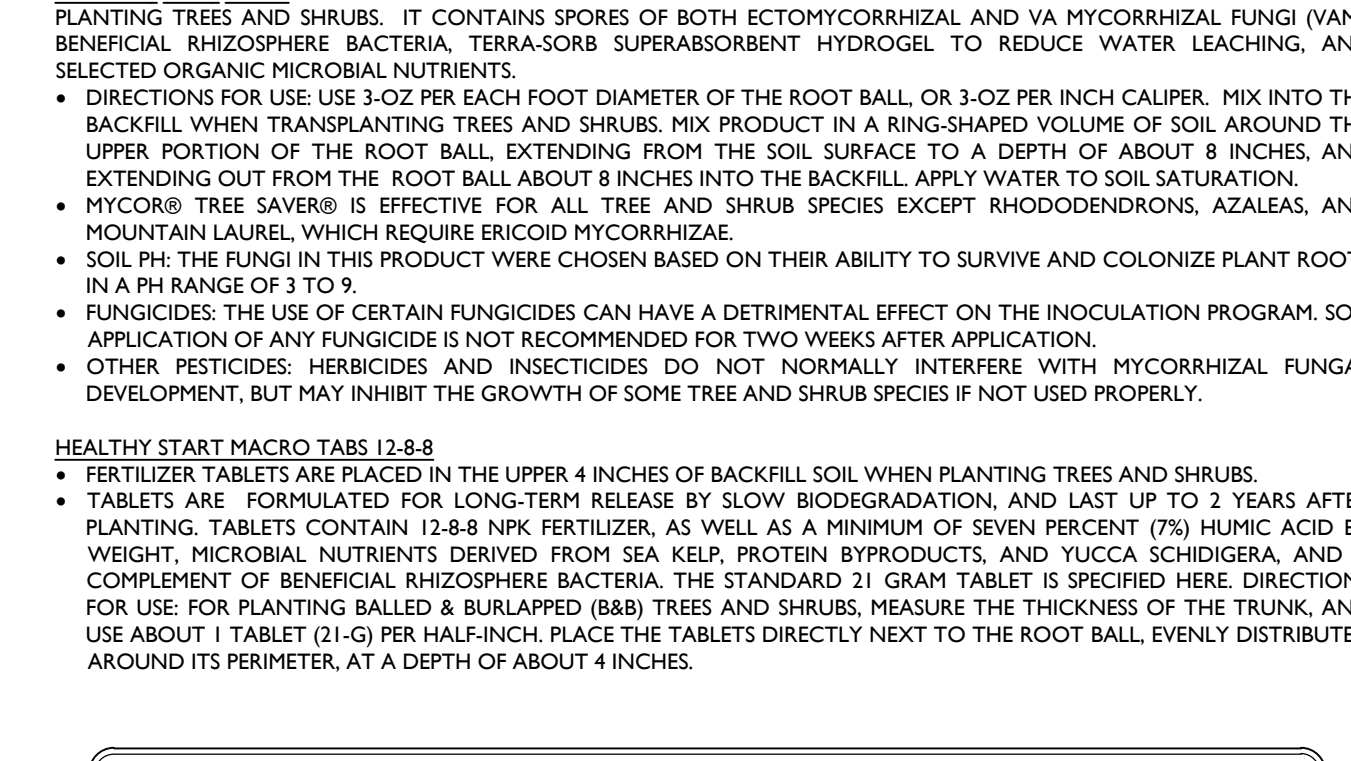 PLANTING TREES AND SHRUBS. IT CONTAINS SPORES OF BOTH ECTOMYCORRHIZAL AND VA MYCORRHIZAL FUNGI (VAM
BENEFICIAL RHIZOSPHERE BACTERIA, TERRA-SORB SUPERABSORBENT HYDROGEL TO REDUCE WATER LEACHING, AN
SELECTED ORGANIC MICROBIAL NUTRIENTS.
• DIRECTIONS FOR USE: USE 3-OZ PER EACH FOOT DIAMETER OF THE ROOT BALL, OR 3-OZ PER INCH CALIPER. MIX INTO TH
BACKFILL WHEN TRANSPLANTING TREES AND SHRUBS. MIX PRODUCT IN A RING-SHAPED VOLUME OF SOIL AROUND TH
UPPER PORTION OF THE ROOT BALL, EXTENDING FROM THE SOIL SURFACE TO A DEPTH OF ABOUT 8 INCHES, AN
EXTENDING OUT FROM THE ROOT BALL ABOUT 8 INCHES INTO THE BACKFILL. APPLY WATER TO SOIL SATURATION.
• MYCOR® TREE SAVER® IS EFFECTIVE FOR ALL TREE AND SHRUB SPECIES EXCEPT RHODODENDRONS, AZALEAS, AN
MOUNTAIN LAUREL, WHICH REQUIRE ERICOID MYCORRHIZAE.
• SOIL PH: THE FUNGI IN THIS PRODUCT WERE CHOSEN BASED ON THEIR ABILITY TO SURVIVE AND COLONIZE PLANT ROOT
IN A PH RANGE OF 3 TO 9.
• FUNGICIDES: THE USE OF CERTAIN FUNGICIDES CAN HAVE A DETRIMENTAL EFFECT ON THE INOCULATION PROGRAM. SO
APPLICATION OF ANY FUNGICIDE IS NOT RECOMMENDED FOR TWO WEEKS AFTER APPLICATION.
• OTHER PESTICIDES: HERBICIDES AND INSECTICIDES DO NOT NORMALLY INTERFERE WITH MYCORRHIZAL FUNGA
DEVELOPMENT, BUT MAY INHIBIT THE GROWTH OF SOME TREE AND SHRUB SPECIES IF NOT USED PROPERLY.
HEALTHY START MACRO TABS 12-8-8
• FERTILIZER TABLETS ARE PLACED IN THE UPPER 4 INCHES OF BACKFILL SOIL WHEN PLANTING TREES AND SHRUBS.
• TABLETS ARE FORMULATED FOR LONG-TERM RELEASE BY SLOW BIODEGRADATION, AND LAST UP TO 2 YEARS AFTE
PLANTING. TABLETS CONTAIN 12-8-8 NPK FERTILIZER, AS WELL AS A MINIMUM OF SEVEN PERCENT (7%) HUMIC ACID B
WEIGHT, MICROBIAL NUTRIENTS DERIVED FROM SEA KELP, PROTEIN BYPRODUCTS, AND YUCCA SCHIDIGERA, AND
COMPLEMENT OF BENEFICIAL RHIZOSPHERE BACTERIA. THE STANDARD 21 GRAM TABLET IS SPECIFIED HERE. DIRECTION
FOR USE: FOR PLANTING BALLED & BURLAPPED (B&B) TREES AND SHRUBS, MEASURE THE THICKNESS OF THE TRUNK, AN
USE ABOUT 1 TABLET (21-G) PER HALF-INCH. PLACE THE TABLETS DIRECTLY NEXT TO THE ROOT BALL, EVENLY DISTRIBUTE
AROUND ITS PERIMETER, AT A DEPTH OF ABOUT 4 INCHES.